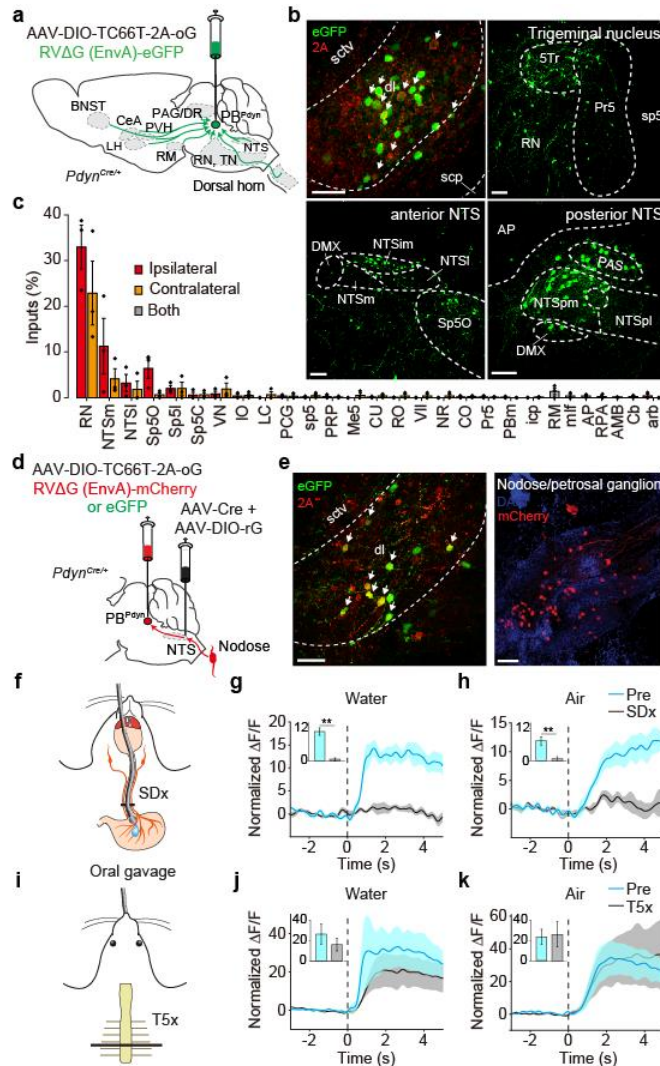 a
AAV-DIO-TC66T-2A-oG
RVΔG (EnvA)-eGFP
BNST
CeA
PAG/DR
PB^Pdyn
PVH
LH
RM
RN, TN
NTS
Pdyn^Cre/+
Dorsal horn
b
eGFP
2A
sctv
dl
scp
Trigeminal nucleus
5Tr
Pr5
sp5
RN
anterior NTS
DMX
NTSim
NTSl
NTSm
Sp5O
posterior NTS
AP
PAS
NTSpm
NTSpl
DMX
c
Inputs (%)
40
30
20
10
0
Ipsilateral
Contralateral
Both
RN
NTSm
NTSl
Sp5O
Sp5I
Sp5C
VN
IO
LC
PCG
sp5
PRP
Me5
CU
RO
VII
NR
CO
Pr5
PBm
icp
RM
mlf
AP
RPA
AMB
Cb
arb
d
AAV-DIO-TC66T-2A-oG
RVΔG (EnvA)-mCherry
or eGFP
AAV-Cre +
AAV-DIO-rG
Pdyn^Cre/+
PB^Pdyn
NTS
Nodose
e
eGFP
2A
sctv
dl
Nodose/petrosal ganglion
mCherry
f
SDx
g
Water
Normalized ΔF/F
20
15
10
5
0
12
0
**
-2 0 2 4
Time (s)
h
Air
Pre
SDx
Normalized ΔF/F
15
10
5
0
12
0
**
-2 0 2 4
Time (s)
i
Oral gavage
T5x
j
Water
Normalized ΔF/F
60
40
20
0
40
0
-2 0 2 4
Time (s)
k
Air
Pre
T5x
Normalized ΔF/F
60
40
20
0
40
20
0
-2 0 2 4
Time (s)